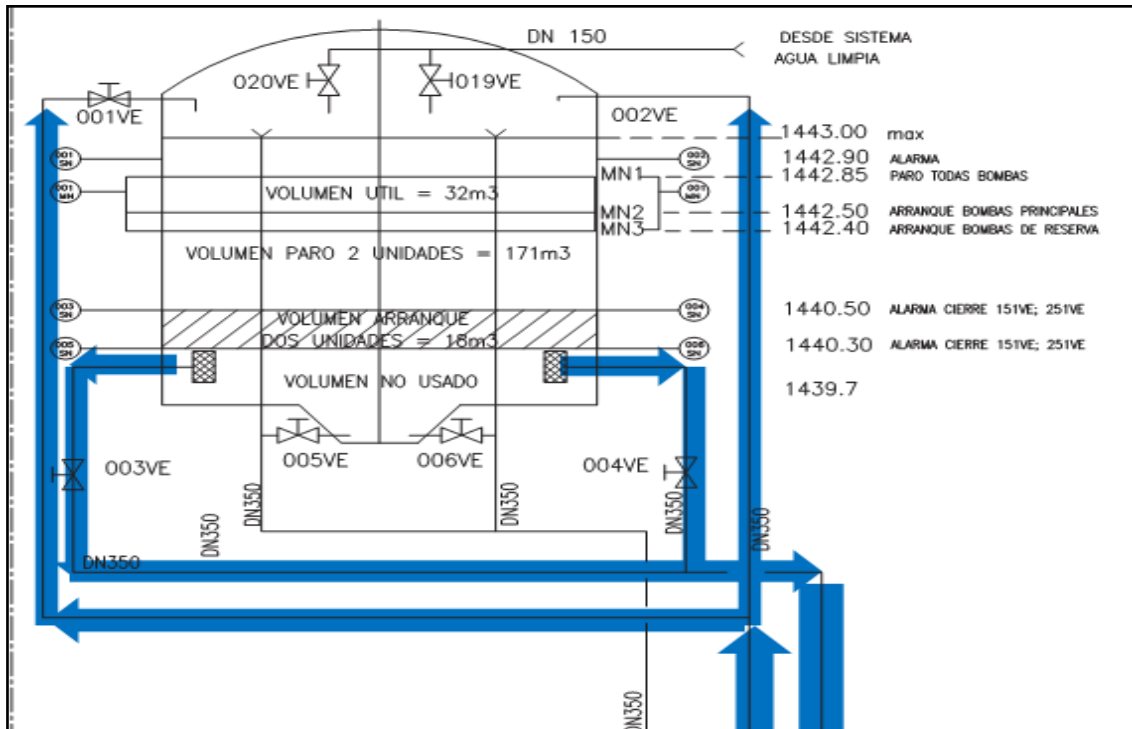 DN 150
DESDE SISTEMA
AGUA LIMPIA
020VE
019VE
001VE
002VE
1443.00 max
001 SN
002 SN
1442.90 ALARMA
MN1
1442.85 PARO TODAS BOMBAS
001 MN
VOLUMEN UTIL = 32m3
001 MN
MN2
1442.50 ARRANQUE BOMBAS PRINCIPALES
MN3
1442.40 ARRANQUE BOMBAS DE RESERVA
VOLUMEN PARO 2 UNIDADES = 171m3
003 SN
004 SN
1440.50 ALARMA CIERRE 151VE; 251VE
VOLUMEN ARRANQUE
DOS UNIDADES = 18m3
005 SN
006 SN
1440.30 ALARMA CIERRE 151VE; 251VE
VOLUMEN NO USADO
1439.7
005VE
006VE
003VE
004VE
DN350
DN350
DN350
DN350
DN350
DN350
DN350